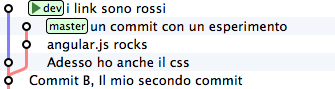 dev i link sono rossi
master un commit con un esperimento
angular.js rocks
Adesso ho anche il css
Commit B, Il mio secondo commit